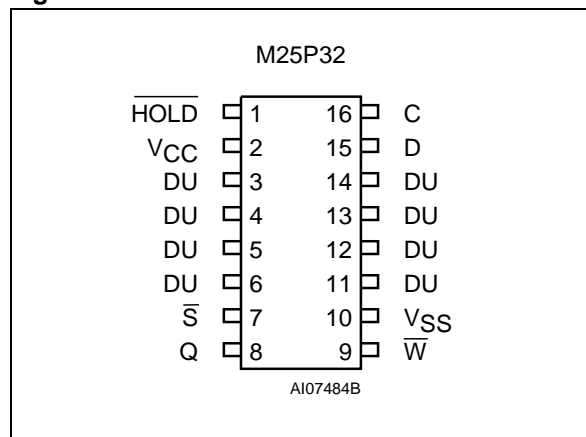 M25P32
HOLD 1 16 C
VCC 2 15 D
DU 3 14 DU
DU 4 13 DU
DU 5 12 DU
DU 6 11 DU
S 7 10 VSS
Q 8 9 W
AI07484B